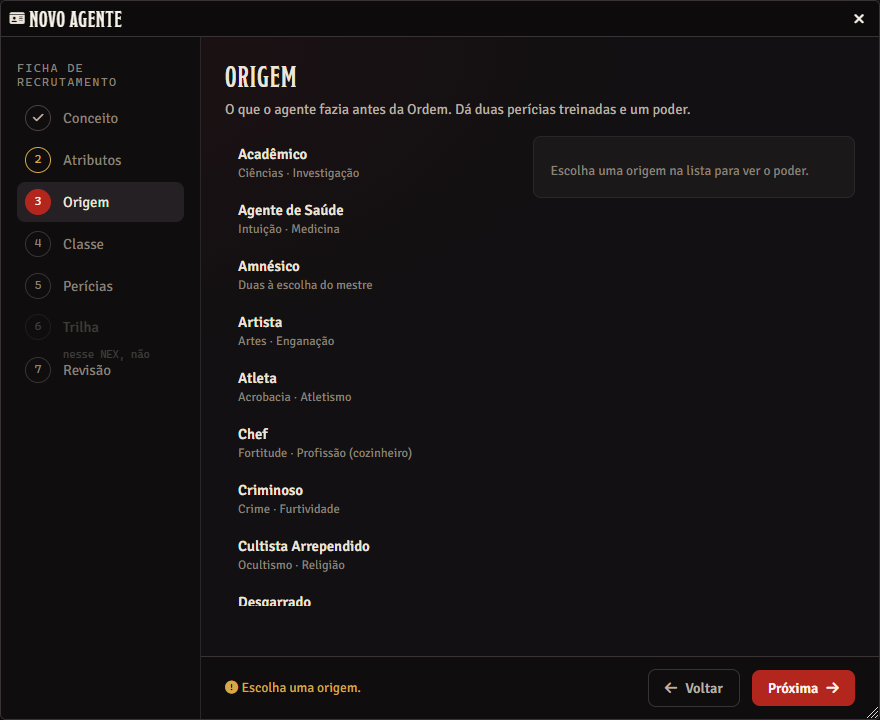 NOVO AGENTE
FICHA DE
RECRUTAMENTO
Conceito
2 Atributos
3 Origem
4 Classe
5 Perícias
6 Trilha
nesse NEX, não
7 Revisão
ORIGEM
O que o agente fazia antes da Ordem. Dá duas perícias treinadas e um poder.
Acadêmico
Ciências · Investigação
Agente de Saúde
Intuição · Medicina
Amnésico
Duas à escolha do mestre
Artista
Artes · Enganação
Atleta
Acrobacia · Atletismo
Chef
Fortitude · Profissão (cozinheiro)
Criminoso
Crime · Furtividade
Cultista Arrependido
Ocultismo · Religião
Desgarrado
Escolha uma origem na lista para ver o poder.
Escolha uma origem.
Voltar
Próxima